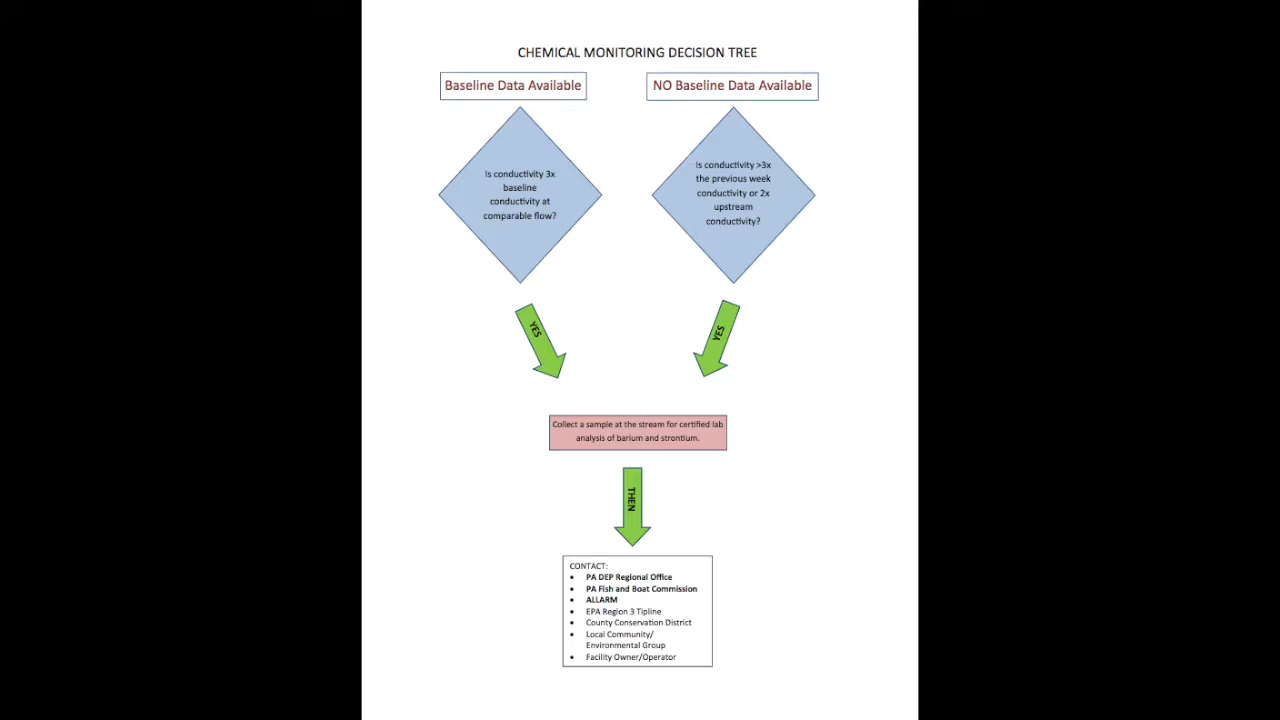 CHEMICAL MONITORING DECISION TREE
Baseline Data Available
NO Baseline Data Available
Is conductivity 3x
baseline
conductivity at
comparable flow?
Is conductivity >3x
the previous week
conductivity or 2x
upstream
conductivity?
YES
YES
Collect a sample at the stream for certified lab
analysis of barium and strontium.
THEN
CONTACT:
• PA DEP Regional Office
• PA Fish and Boat Commission
• ALLARM
• EPA Region 3 Tipline
• County Conservation District
• Local Community/
Environmental Group
• Facility Owner/Operator